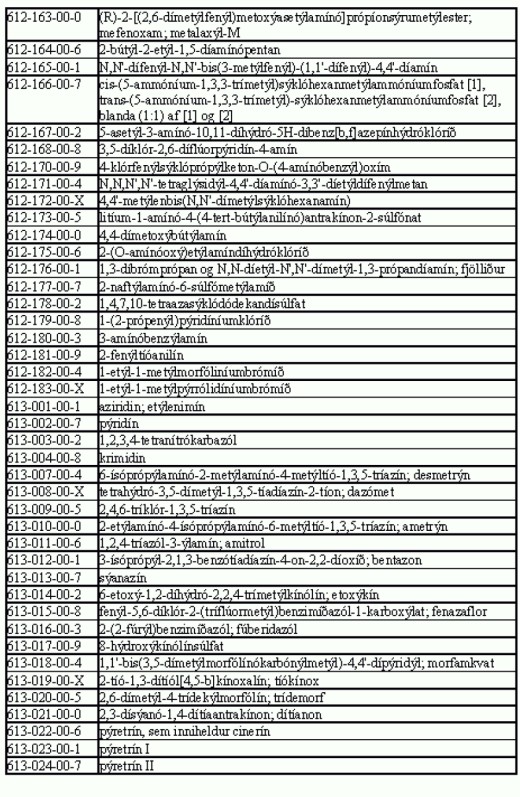 612-163-00-0 (R)-2-[(2,6-dímetýlfenýl)metoxýasetýlamínó]própíonsýrumetýlester;
mefenoxam; metalaxýl-M
612-164-00-6 2-bútýl-2-etýl-1,5-díamínópentan
612-165-00-1 N,N'-dífenýl-N,N'-bis(3-metýlfenýl)-(1,1'-dífenýl)-4,4'-díamín
612-166-00-7 cis-(5-ammóníum-1,3,3-trímetýl)sýklóhexanmetýlammóníumfosfat [1],
trans-(5-ammóníum-1,3,3-trímetýl)-sýklóhexanmetýlammóníumfosfat [2],
blanda (1:1) af [1] og [2]
612-167-00-2 5-asetýl-3-amínó-10,11-díhýdró-5H-díbenz[b,f]azepínhýdróklóríð
612-168-00-8 3,5-díklór-2,6-díflúorpýridín-4-amín
612-170-00-9 4-klórfenýlsýklóprópýlketon-O-(4-amínóbenzýl)oxím
612-171-00-4 N,N,N',N'-tetraglýsidýl-4,4'-díamínó-3,3'-díetýldífenýlmetan
612-172-00-X 4,4'-metýlenbis(N,N'-dímetýlsýklóhexanamín)
612-173-00-5 litíum-1-amínó-4-(4-tert-bútýlanilínó)antrakínon-2-súlfónat
612-174-00-0 4,4-dímetoxýbútýlamín
612-175-00-6 2-(O-amínóoxý)etýlamíndíhýdróklóríð
612-176-00-1 1,3-díbrómprópan og N,N-díetýl-N',N'-dímetýl-1,3-própandíamín; fjölliður
612-177-00-7 2-naftýlamínó-6-súlfómetýlamíð
612-178-00-2 1,4,7,10-tetraazasýklódódekandísúlfat
612-179-00-8 1-(2-própenýl)pýridíníumklóríð
612-180-00-3 3-amínóbenzýlamín
612-181-00-9 2-fenýltíóanilín
612-182-00-4 1-etýl-1-metýlmorfólíníumbrómíð
612-183-00-X 1-etýl-1-metýlpýrrólidíníumbrómíð
613-001-00-1 aziridin; etýlenimín
613-002-00-7 pýridín
613-003-00-2 1,2,3,4-tetranítrókarbazól
613-004-00-8 krimidin
613-007-00-4 6-ísóprópýlamínó-2-metýlamínó-4-metýltíó-1,3,5-tríazín; desmetrýn
613-008-00-X tetrahýdró-3,5-dímetýl-1,3,5-tíadíazín-2-tíon; dazómet
613-009-00-5 2,4,6-tríklór-1,3,5-tríazín
613-010-00-0 2-etýlamínó-4-ísóprópýlamínó-6-metýltíó-1,3,5-tríazín; ametrýn
613-011-00-6 1,2,4-tríazól-3-ýlamín; amitrol
613-012-00-1 3-ísóprópýl-2,1,3-benzótíadíazín-4-on-2,2-díoxíð; bentazon
613-013-00-7 sýanazín
613-014-00-2 6-etoxý-1,2-díhýdró-2,2,4-trímetýlkínólín; etoxýkín
613-015-00-8 fenýl-5,6-díklór-2-(tríflúormetýl)benzimíðazól-1-karboxýlat; fenazaflor
613-016-00-3 2-(2-fúrýl)benzimíðazól; fúberidazól
613-017-00-9 8-hýdroxýkínólínsúlfat
613-018-00-4 1,1'-bis(3,5-dímetýlmorfólínókarbónýlmetýl)-4,4'-dípýridýl; morfamkvat
613-019-00-X 2-tíó-1,3-dítíól[4,5-b]kínoxalín; tíókínox
613-020-00-5 2,6-dímetýl-4-trídekýlmorfólín; trídemorf
613-021-00-0 2,3-dísýanó-1,4-dítíaantrakínon; dítíanon
613-022-00-6 pýretrín, sem inniheldur cinerín
613-023-00-1 pýretrín I
613-024-00-7 pýretrín II